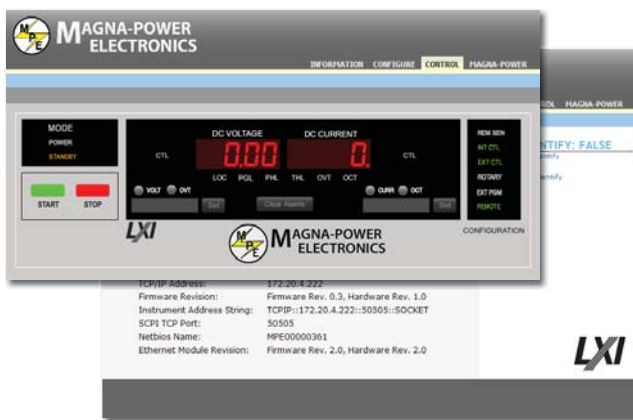 MPE
MAGNA-POWER
ELECTRONICS
INFORMATION CONFIGURE CONTROL MAGNA-POWER
MODE
POWER
STANDBY
START STOP
DC VOLTAGE DC CURRENT
CTL 0.00 0. CTL
LOC PGL PHL THL OVT OCT
VOLT OVT CURR OCT
Set Clear Alarm Set
REM SEN
INT CTL
EXT CTL
ROTARY
EXT PGM
REMOTE
CONFIGURATION
LXI
MPE
MAGNA-POWER
ELECTRONICS
ROL MAGNA-POWER
NTIFY: FALSE
TCP/IP Address: 172.20.4.222
Firmware Revision: Firmware Rev. 0.3, Hardware Rev. 1.0
Instrument Address String: TCPIP::172.20.4.222::50505::SOCKET
SCPI TCP Port: 50505
Netbios Name: MPE00000361
Ethernet Module Revision: Firmware Rev. 2.0, Hardware Rev. 2.0
LXI